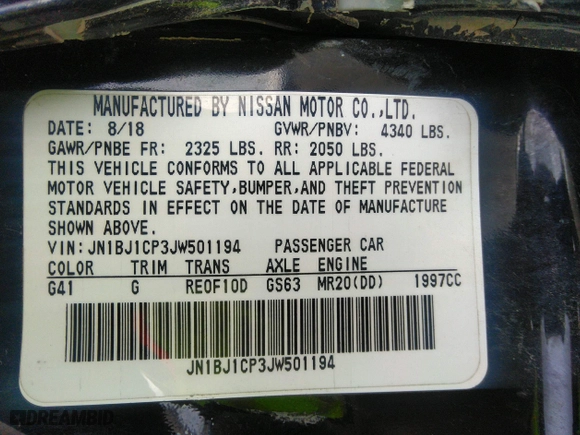 MANUFACTURED BY NISSAN MOTOR CO.,LTD.
DATE: 8/18 GVWR/PNBV: 4340 LBS.
GAWR/PNBE FR: 2325 LBS. RR: 2050 LBS.
THIS VEHICLE CONFORMS TO ALL APPLICABLE FEDERAL
MOTOR VEHICLE SAFETY,BUMPER,AND THEFT PREVENTION
STANDARDS IN EFFECT ON THE DATE OF MANUFACTURE
SHOWN ABOVE.
VIN:JN1BJ1CP3JW501194 PASSENGER CAR
COLOR TRIM TRANS AXLE ENGINE
G41 G RE0F10D GS63 MR20(DD) 1997CC
JN1BJ1CP3JW501194
DREAMBID